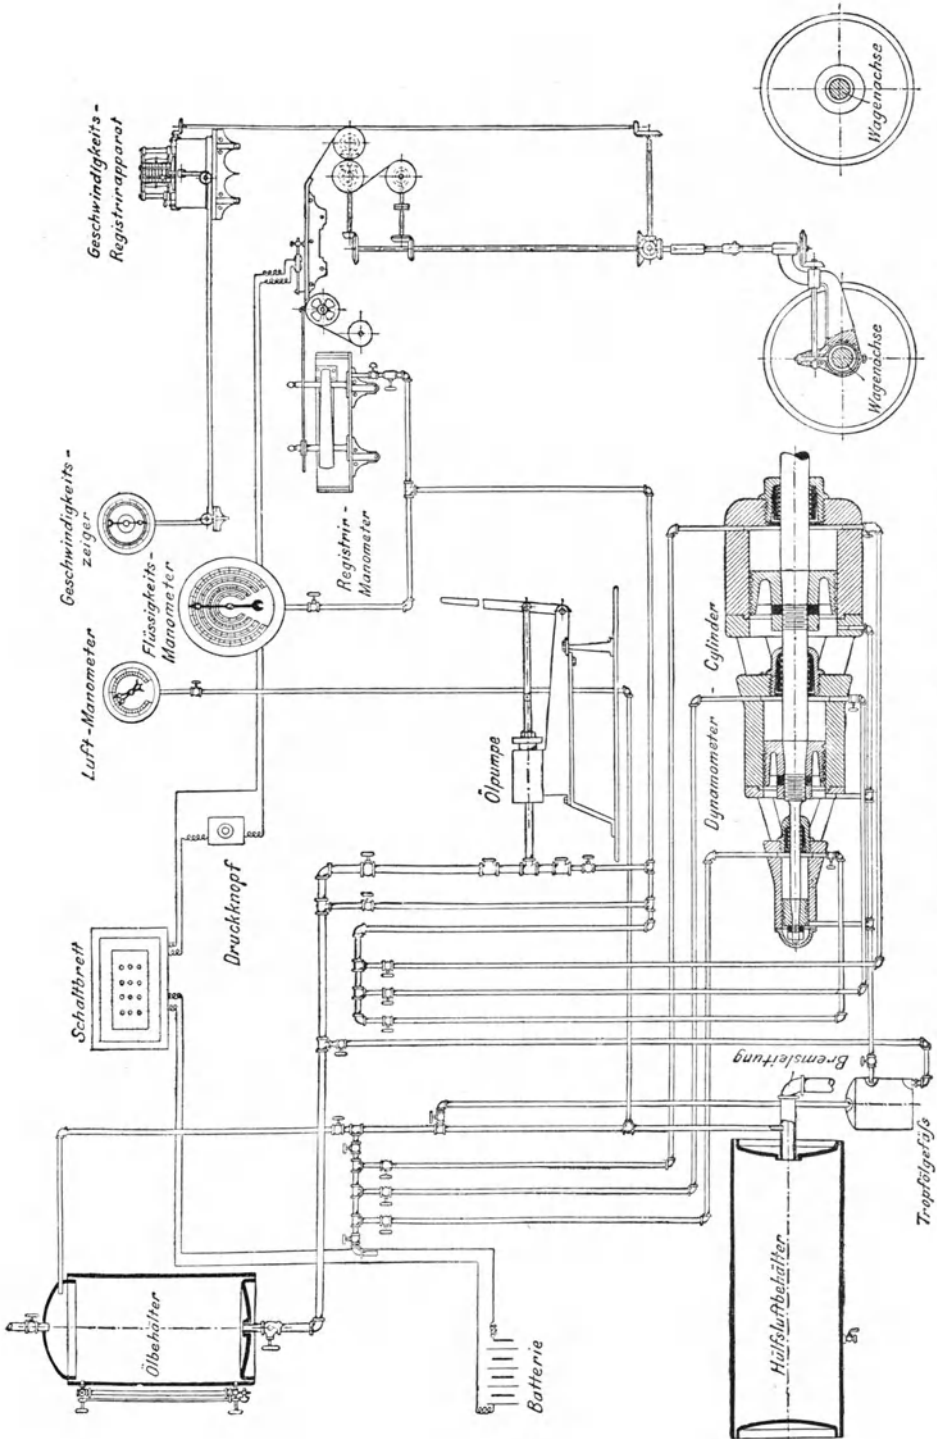 Geschwindigkeits-
Registrirapparat
Geschwindigkeits-
zeiger
Flüssigkeits-
Manometer
Luft-Manometer
Registrir-
Manometer
Schaltbrett
Druckknopf
Ölpumpe
Dynamometer - Cylinder
Wagenachse
Wagenachse
Ölbehälter
Batterie
Bremsleitung
Hülfsluftbehälter
Tropfölgefäſs